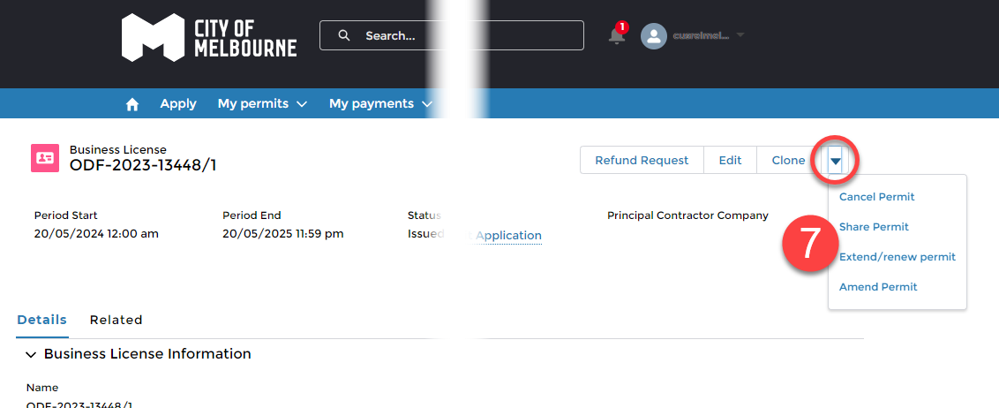 CITY OF
MELBOURNE
Search...
1
Apply
My permits
My payments
Business License
ODF-2023-13448/1
Refund Request
Edit
Clone
Cancel Permit
Share Permit
Extend/renew permit
Amend Permit
7
Period Start
Period End
Status
Principal Contractor Company
20/05/2024 12:00 am
20/05/2025 11:59 pm
Issued
Application
Details
Related
Business License Information
Name
ODF-2023-13448/1